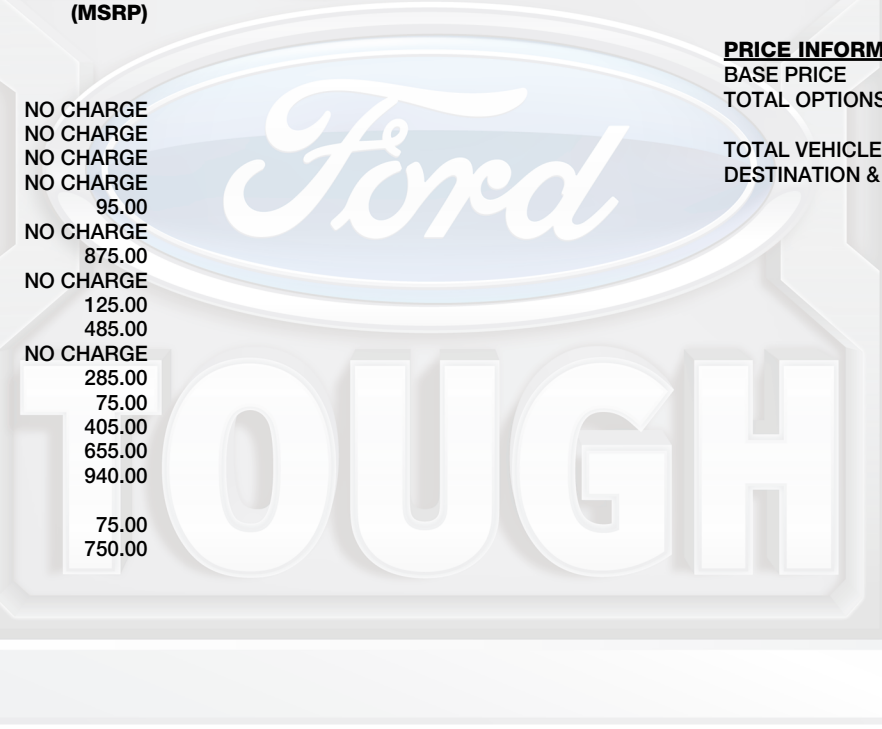 (MSRP)
NO CHARGE
NO CHARGE
NO CHARGE
NO CHARGE
95.00
NO CHARGE
875.00
NO CHARGE
125.00
485.00
NO CHARGE
285.00
75.00
405.00
655.00
940.00
75.00
750.00
PRICE INFORM
BASE PRICE
TOTAL OPTIONS
TOTAL VEHICLE
DESTINATION &
Ford
TOUGH